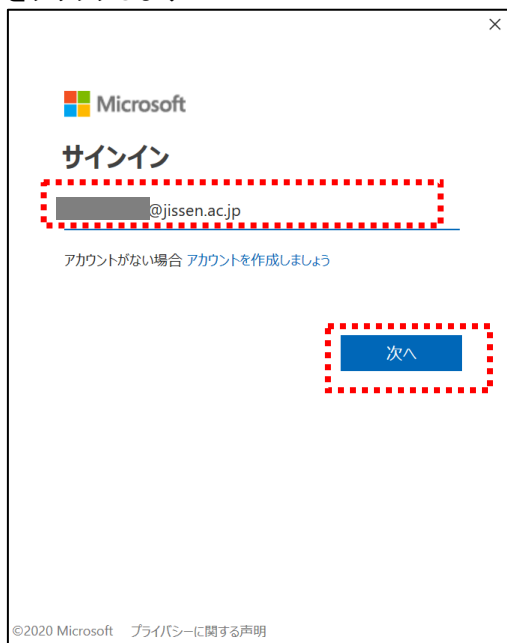 ×
Microsoft
サインイン
@jissen.ac.jp
アカウントがない場合 アカウントを作成しましょう
次へ
©2020 Microsoft プライバシーに関する声明